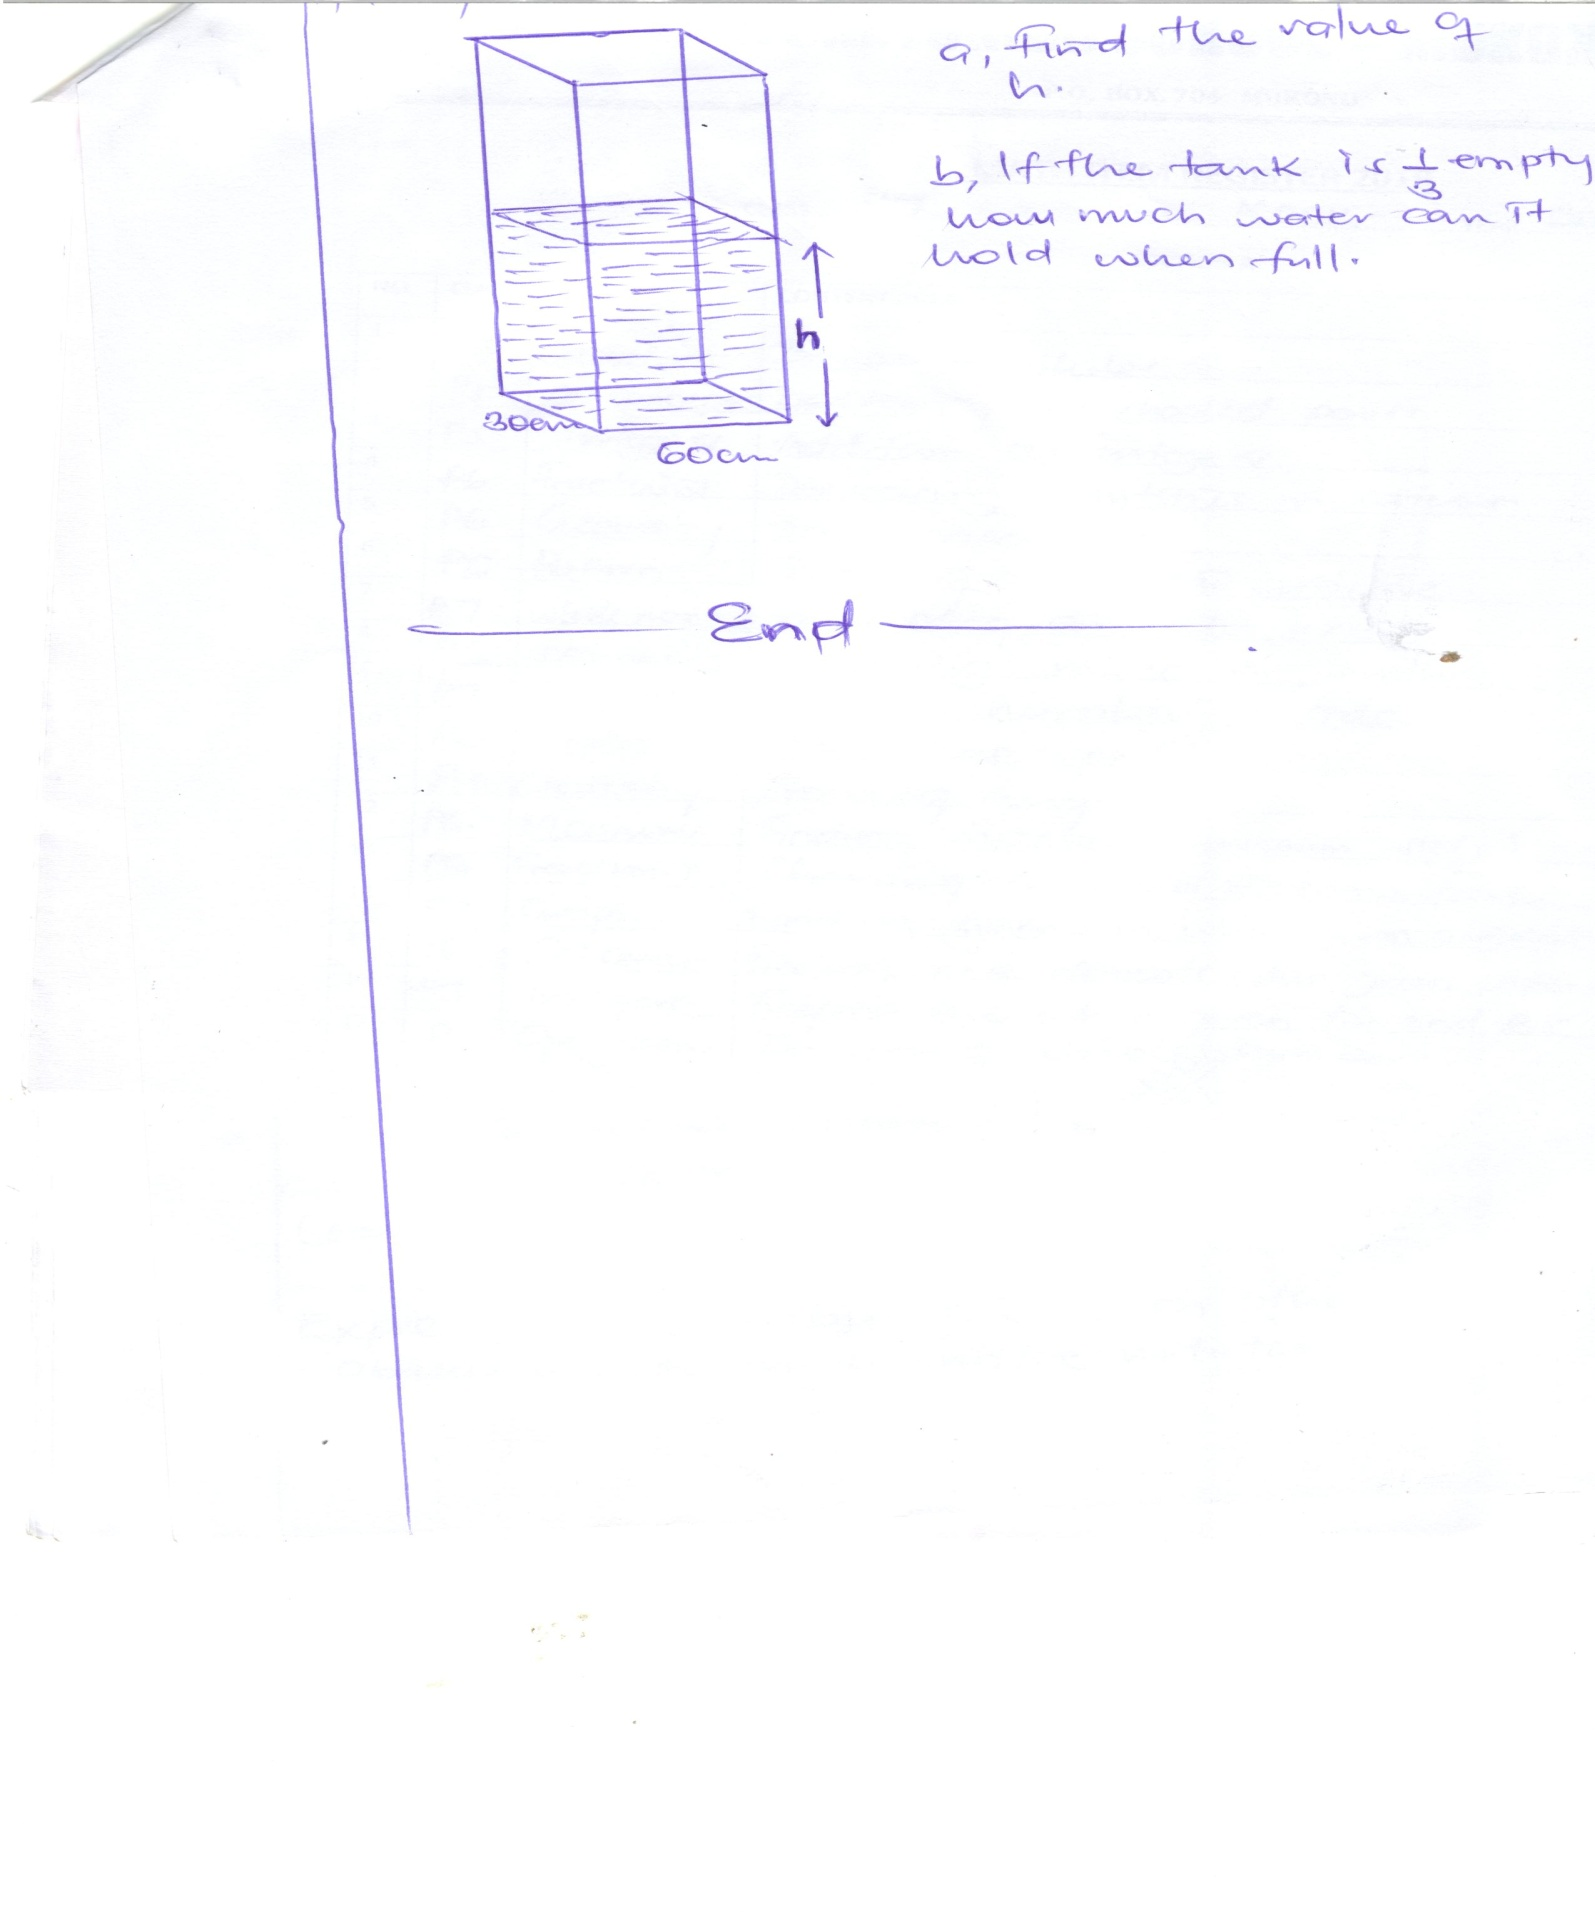 a, Find the value of
h.
b, If the tank is 1/3 empty
how much water can it
hold when full.
h
30cm
60cm
End